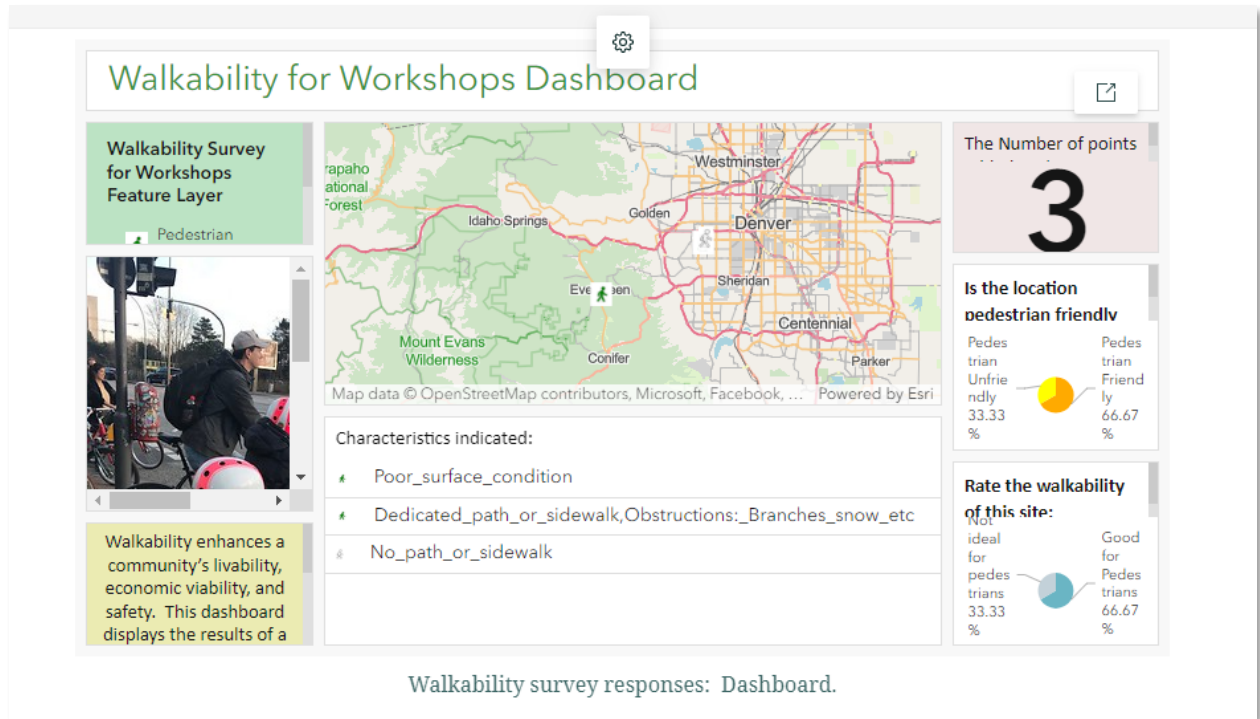 Walkability for Workshops Dashboard
Walkability Survey
for Workshops
Feature Layer
Pedestrian
Walkability enhances a
community's livability,
economic viability, and
safety. This dashboard
displays the results of a
rapaho
ational
Forest
Idaho Springs
Golden
Westminster
Denver
Sheridan
Centennial
Parker
Conifer
Mount Evans
Wilderness
Map data © OpenStreetMap contributors, Microsoft, Facebook, ... Powered by Esri
Characteristics indicated:
Poor_surface_condition
Dedicated_path_or_sidewalk,Obstructions:_Branches_snow_etc
No_path_or_sidewalk
The Number of points
3
Is the location
pedestrian friendly
Pedes
trian
Unfrie
ndly
33.33
%
Pedes
trian
Friend
ly
66.67
%
Rate the walkability
of this site:
Not
ideal
for
pedes
trians
33.33
%
Good
for
Pedes
trians
66.67
%
Walkability survey responses: Dashboard.